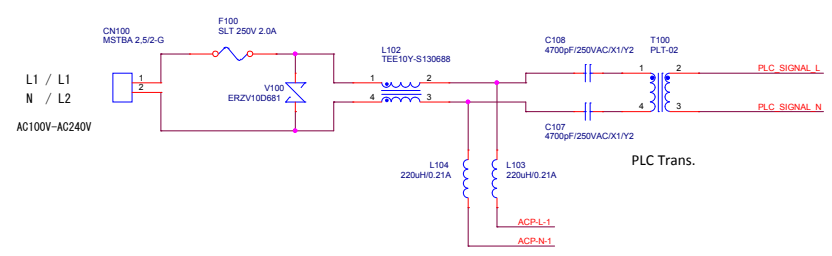 CN100
MSTBA 2,5/2-G
F100
SLT 250V 2.0A
L1 / L1
N / L2
AC100V-AC240V
1
2
V100
ERZV10D681
L102
TEE10Y-S130688
1
2
4
3
C108
4700pF/250VAC/X1/Y2
T100
PLT-02
1
2
PLC_SIGNAL_L
4
3
PLC_SIGNAL_N
C107
4700pF/250VAC/X1/Y2
PLC Trans.
L104
220uH/0.21A
L103
220uH/0.21A
ACP-L-1
ACP-N-1